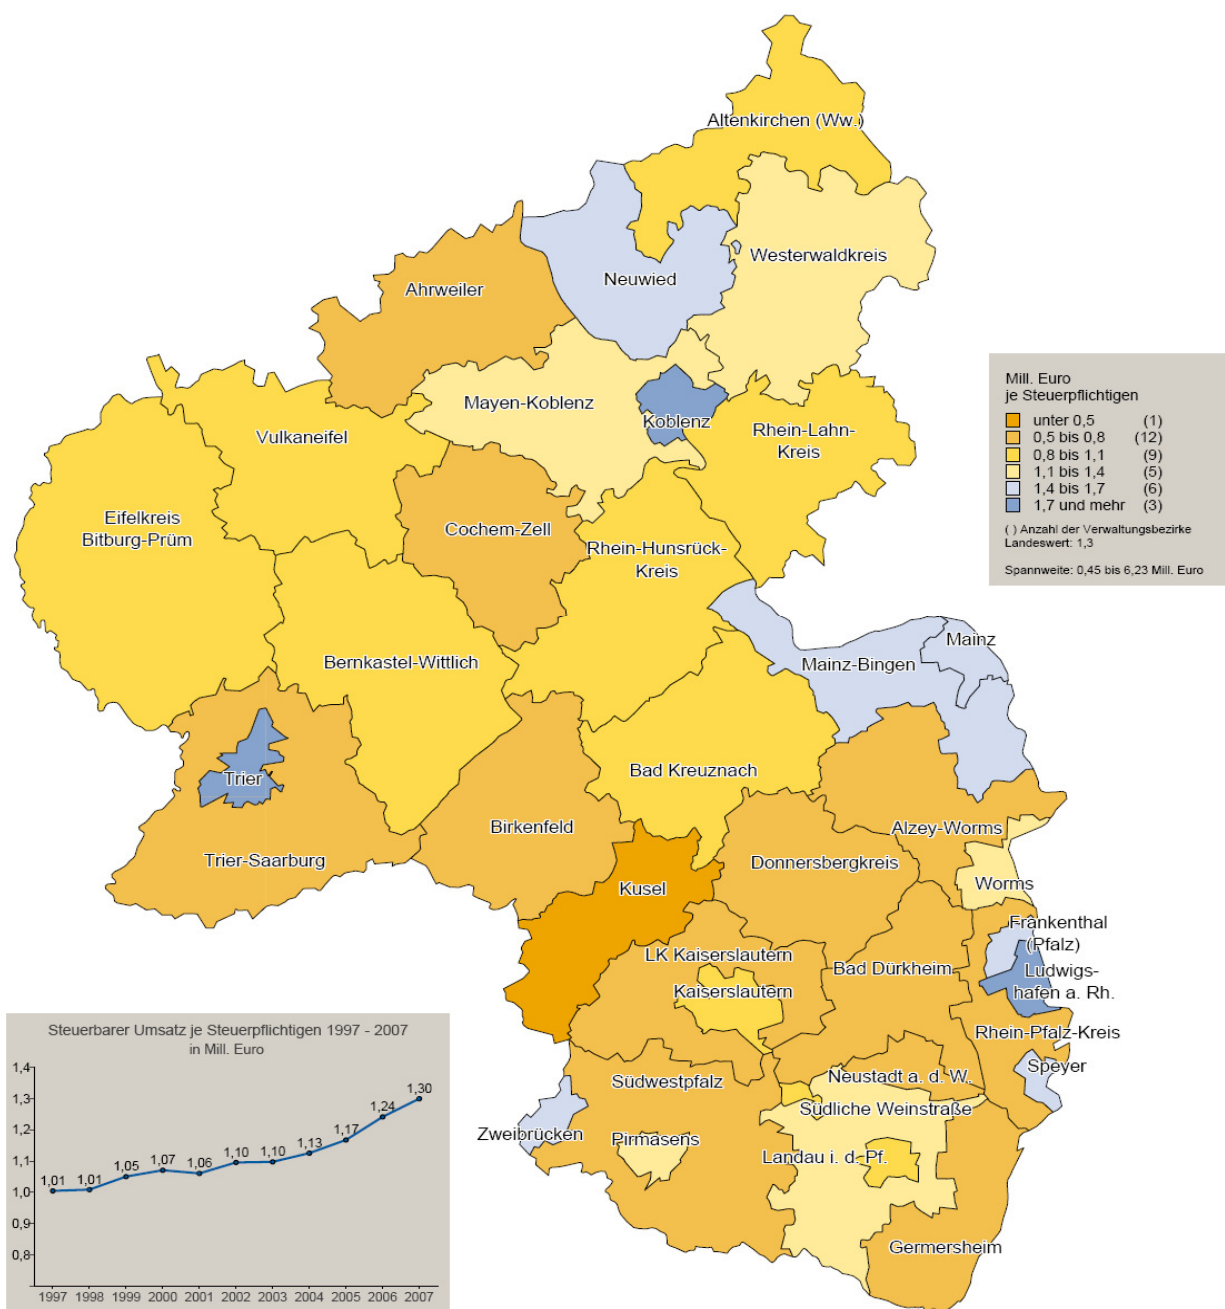 Altenkirchen (Ww.)
Westerwaldkreis
Neuwied
Ahrweiler
Mayen-Koblenz
Koblenz
Rhein-Lahn-
Kreis
Vulkaneifel
Eifelkreis
Bitburg-Prüm
Cochem-Zell
Rhein-Hunsrück-
Kreis
Bernkastel-Wittlich
Mainz
Mainz-Bingen
Bad Kreuznach
Trier
Trier-Saarburg
Birkenfeld
Alzey-Worms
Donnersbergkreis
Kusel
Worms
Frankenthal
(Pfalz)
LK Kaiserslautern
Bad Dürkheim
Kaiserslautern
Ludwigs-
hafen a. Rh.
Rhein-Pfalz-Kreis
Speyer
Südwestpfalz
Neustadt a. d. W.
Südliche Weinstraße
Zweibrücken
Pirmasens
Landau i. d. Pf.
Germersheim
Mill. Euro
je Steuerpflichtigen
unter 0,5 (1)
0,5 bis 0,8 (12)
0,8 bis 1,1 (9)
1,1 bis 1,4 (5)
1,4 bis 1,7 (6)
1,7 und mehr (3)
( ) Anzahl der Verwaltungsbezirke
Landeswert: 1,3
Spannweite: 0,45 bis 6,23 Mill. Euro
Steuerbarer Umsatz je Steuerpflichtigen 1997 - 2007
in Mill. Euro
1,4
1,3
1,2
1,1
1,0
0,9
0,8
1,01 1,01 1,05 1,07 1,06 1,10 1,10 1,13 1,17 1,24 1,30
1997 1998 1999 2000 2001 2002 2003 2004 2005 2006 2007